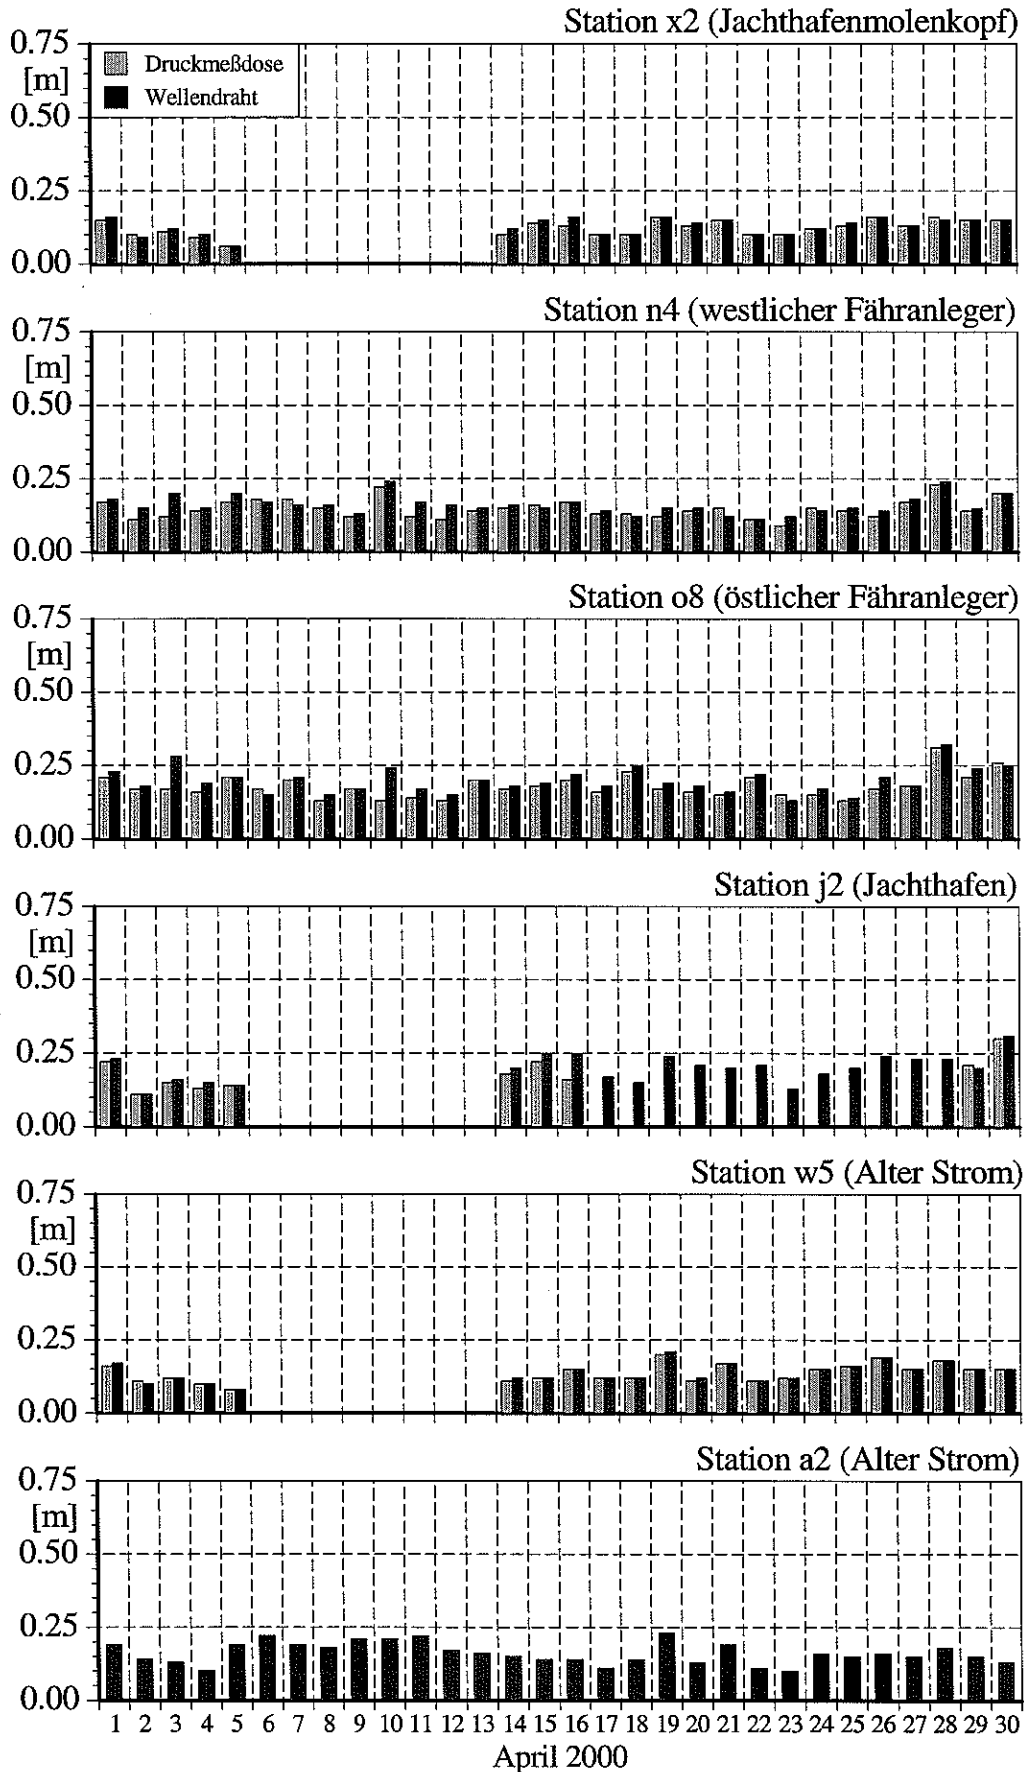 Station x2 (Jachthafenmolenkopf)
0.75
[m]
0.50
0.25
0.00
Druckmeßdose
Wellendraht
Station n4 (westlicher Fähranleger)
0.75
[m]
0.50
0.25
0.00
Station o8 (östlicher Fähranleger)
0.75
[m]
0.50
0.25
0.00
Station j2 (Jachthafen)
0.75
[m]
0.50
0.25
0.00
Station w5 (Alter Strom)
0.75
[m]
0.50
0.25
0.00
Station a2 (Alter Strom)
0.75
[m]
0.50
0.25
0.00
1 2 3 4 5 6 7 8 9 10 11 12 13 14 15 16 17 18 19 20 21 22 23 24 25 26 27 28 29 30
April 2000